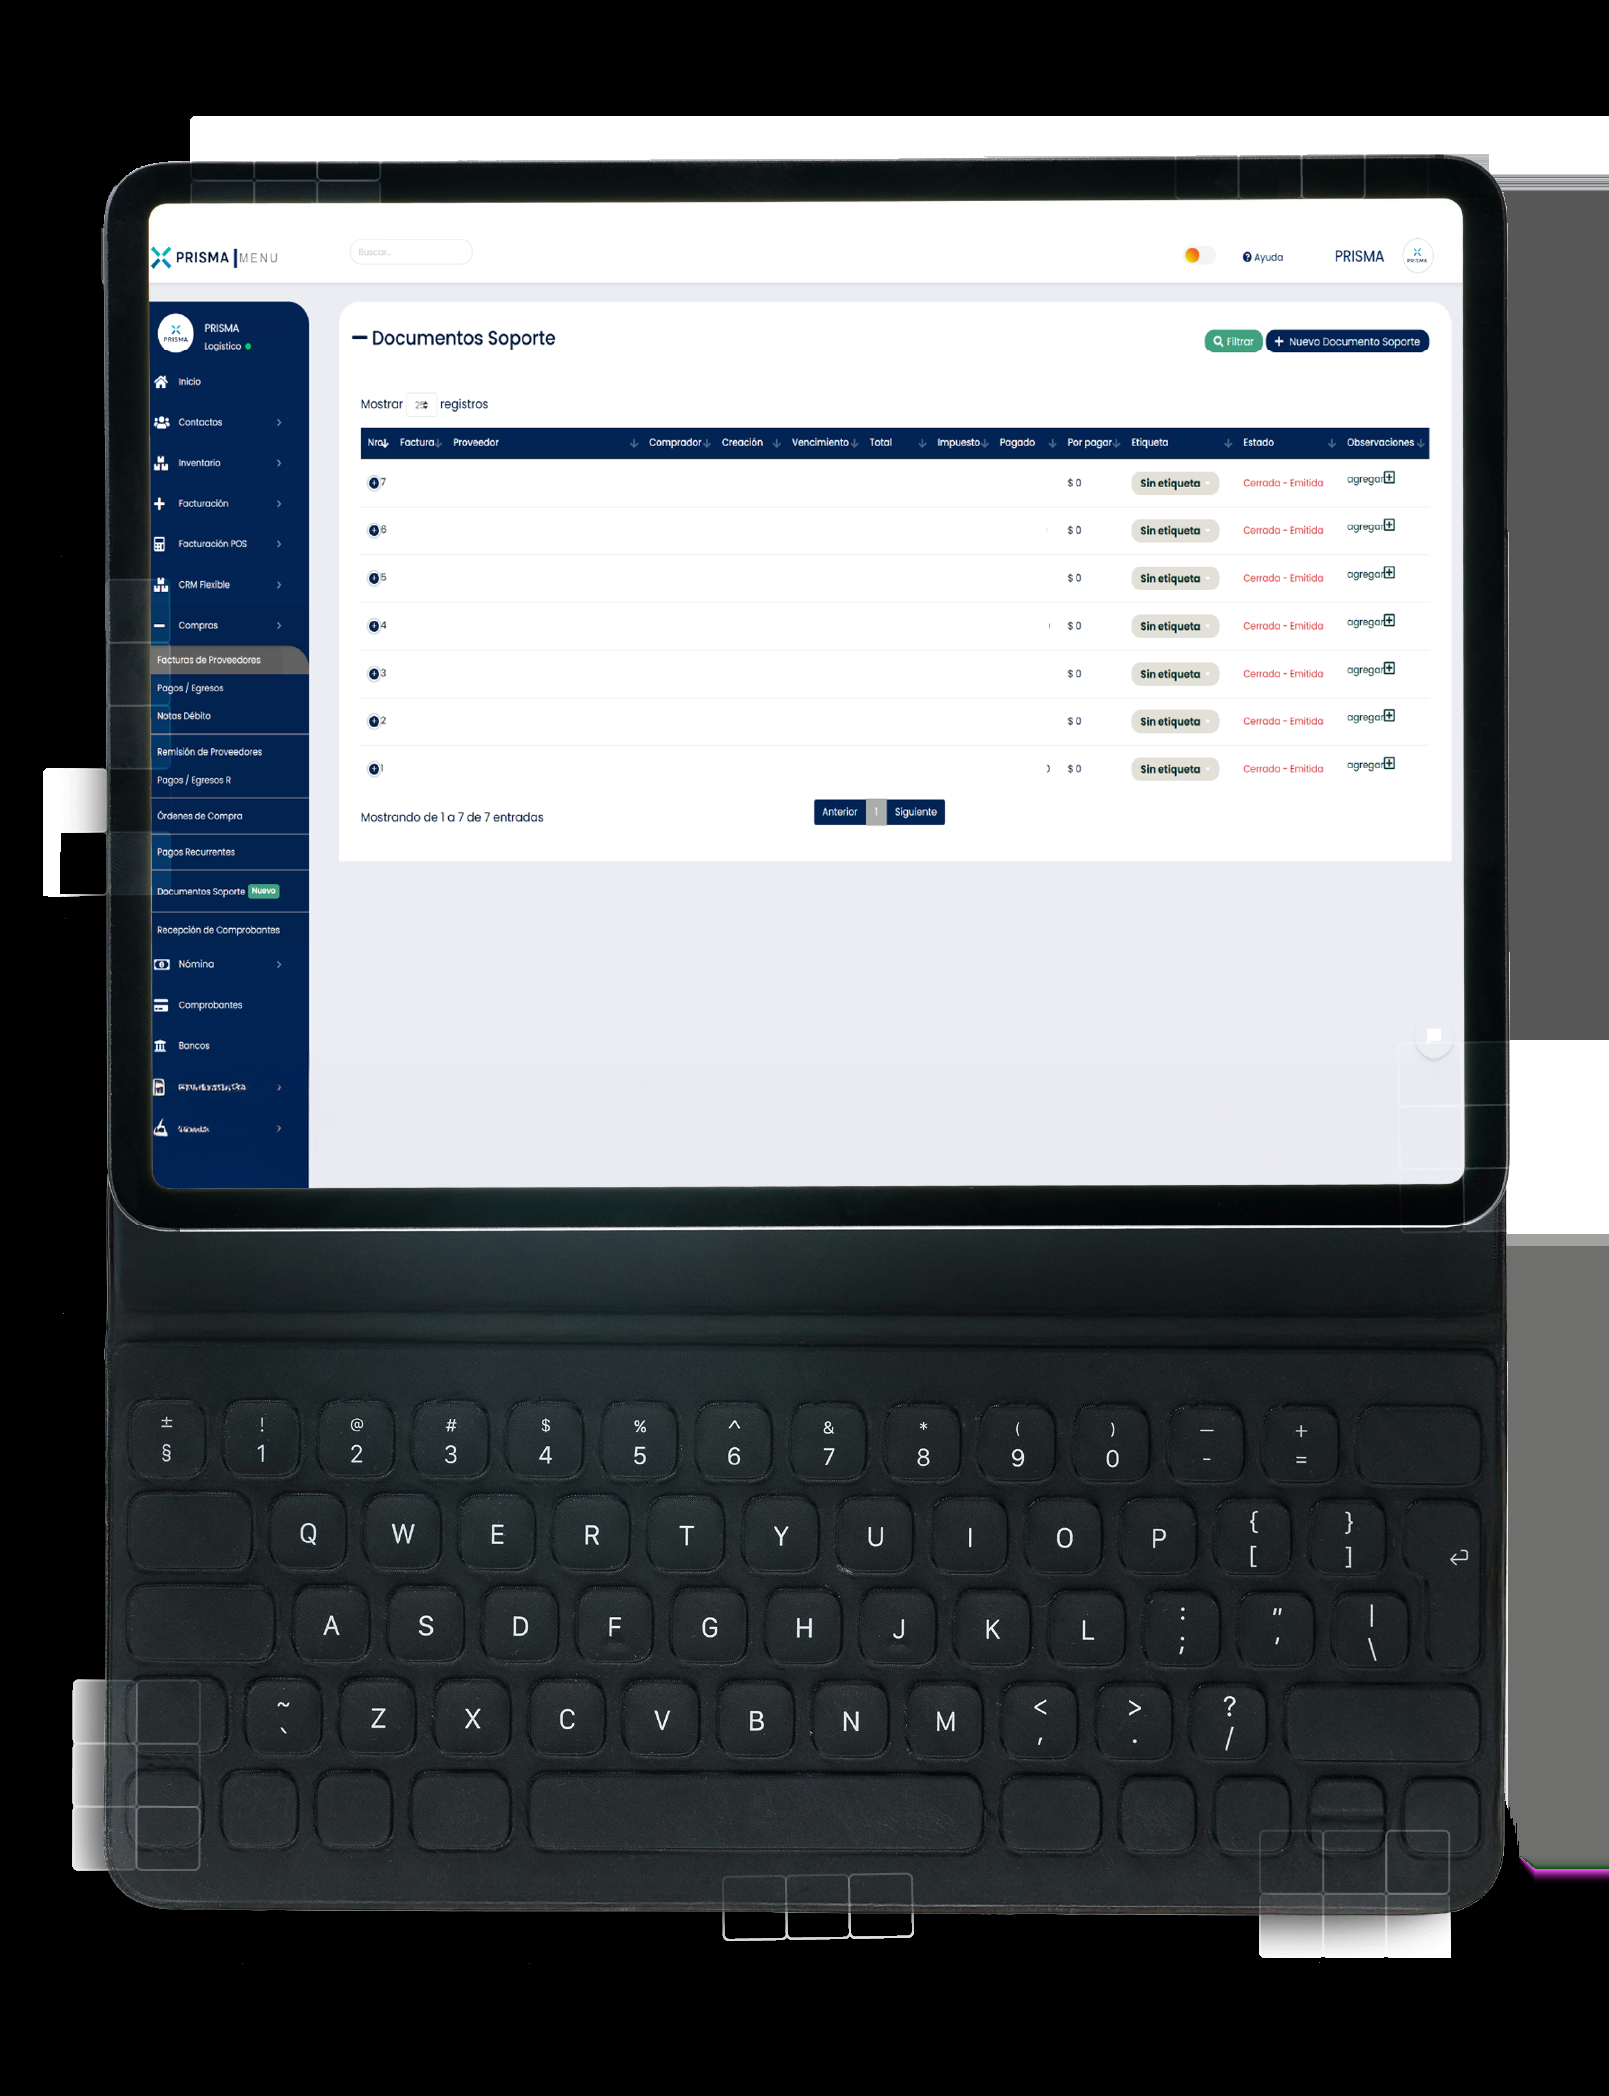 PRISMA | MENU
Buscar...
Ayuda
PRISMA
PRISMA
PRISMA
PRISMA
Logístico
Inicio
Contactos
Inventario
Facturación
Facturación POS
CRM Flexible
Compras
Facturas de Proveedores
Pagos / Egresos
Notas Débito
Remisión de Proveedores
Pagos / Egresos R
Órdenes de Compra
Pagos Recurrentes
Documentos Soporte Nuevo
Recepción de Comprobantes
Nómina
Comprobantes
Bancos
Documentos Soporte
Filtrar
+ Nuevo Documento Soporte
Mostrar 25 registros
Nro Factura Proveedor Comprador Creación Vencimiento Total Impuesto Pagado Por pagar Etiqueta Estado Observaciones
7 $ 0 Sin etiqueta Cerrada - Emitida agregar
6 $ 0 Sin etiqueta Cerrada - Emitida agregar
5 $ 0 Sin etiqueta Cerrada - Emitida agregar
4 $ 0 Sin etiqueta Cerrada - Emitida agregar
3 $ 0 Sin etiqueta Cerrada - Emitida agregar
2 $ 0 Sin etiqueta Cerrada - Emitida agregar
1 $ 0 Sin etiqueta Cerrada - Emitida agregar
Mostrando de 1 a 7 de 7 entradas
Anterior 1 Siguiente
± ! @ # $ % ^ & * ( ) — +
§ 1 2 3 4 5 6 7 8 9 0 - =
Q W E R T Y U I O P { }
[ ]
A S D F G H J K L : " |
; ' \
~ Z X C V B N M < > ?
` , . /